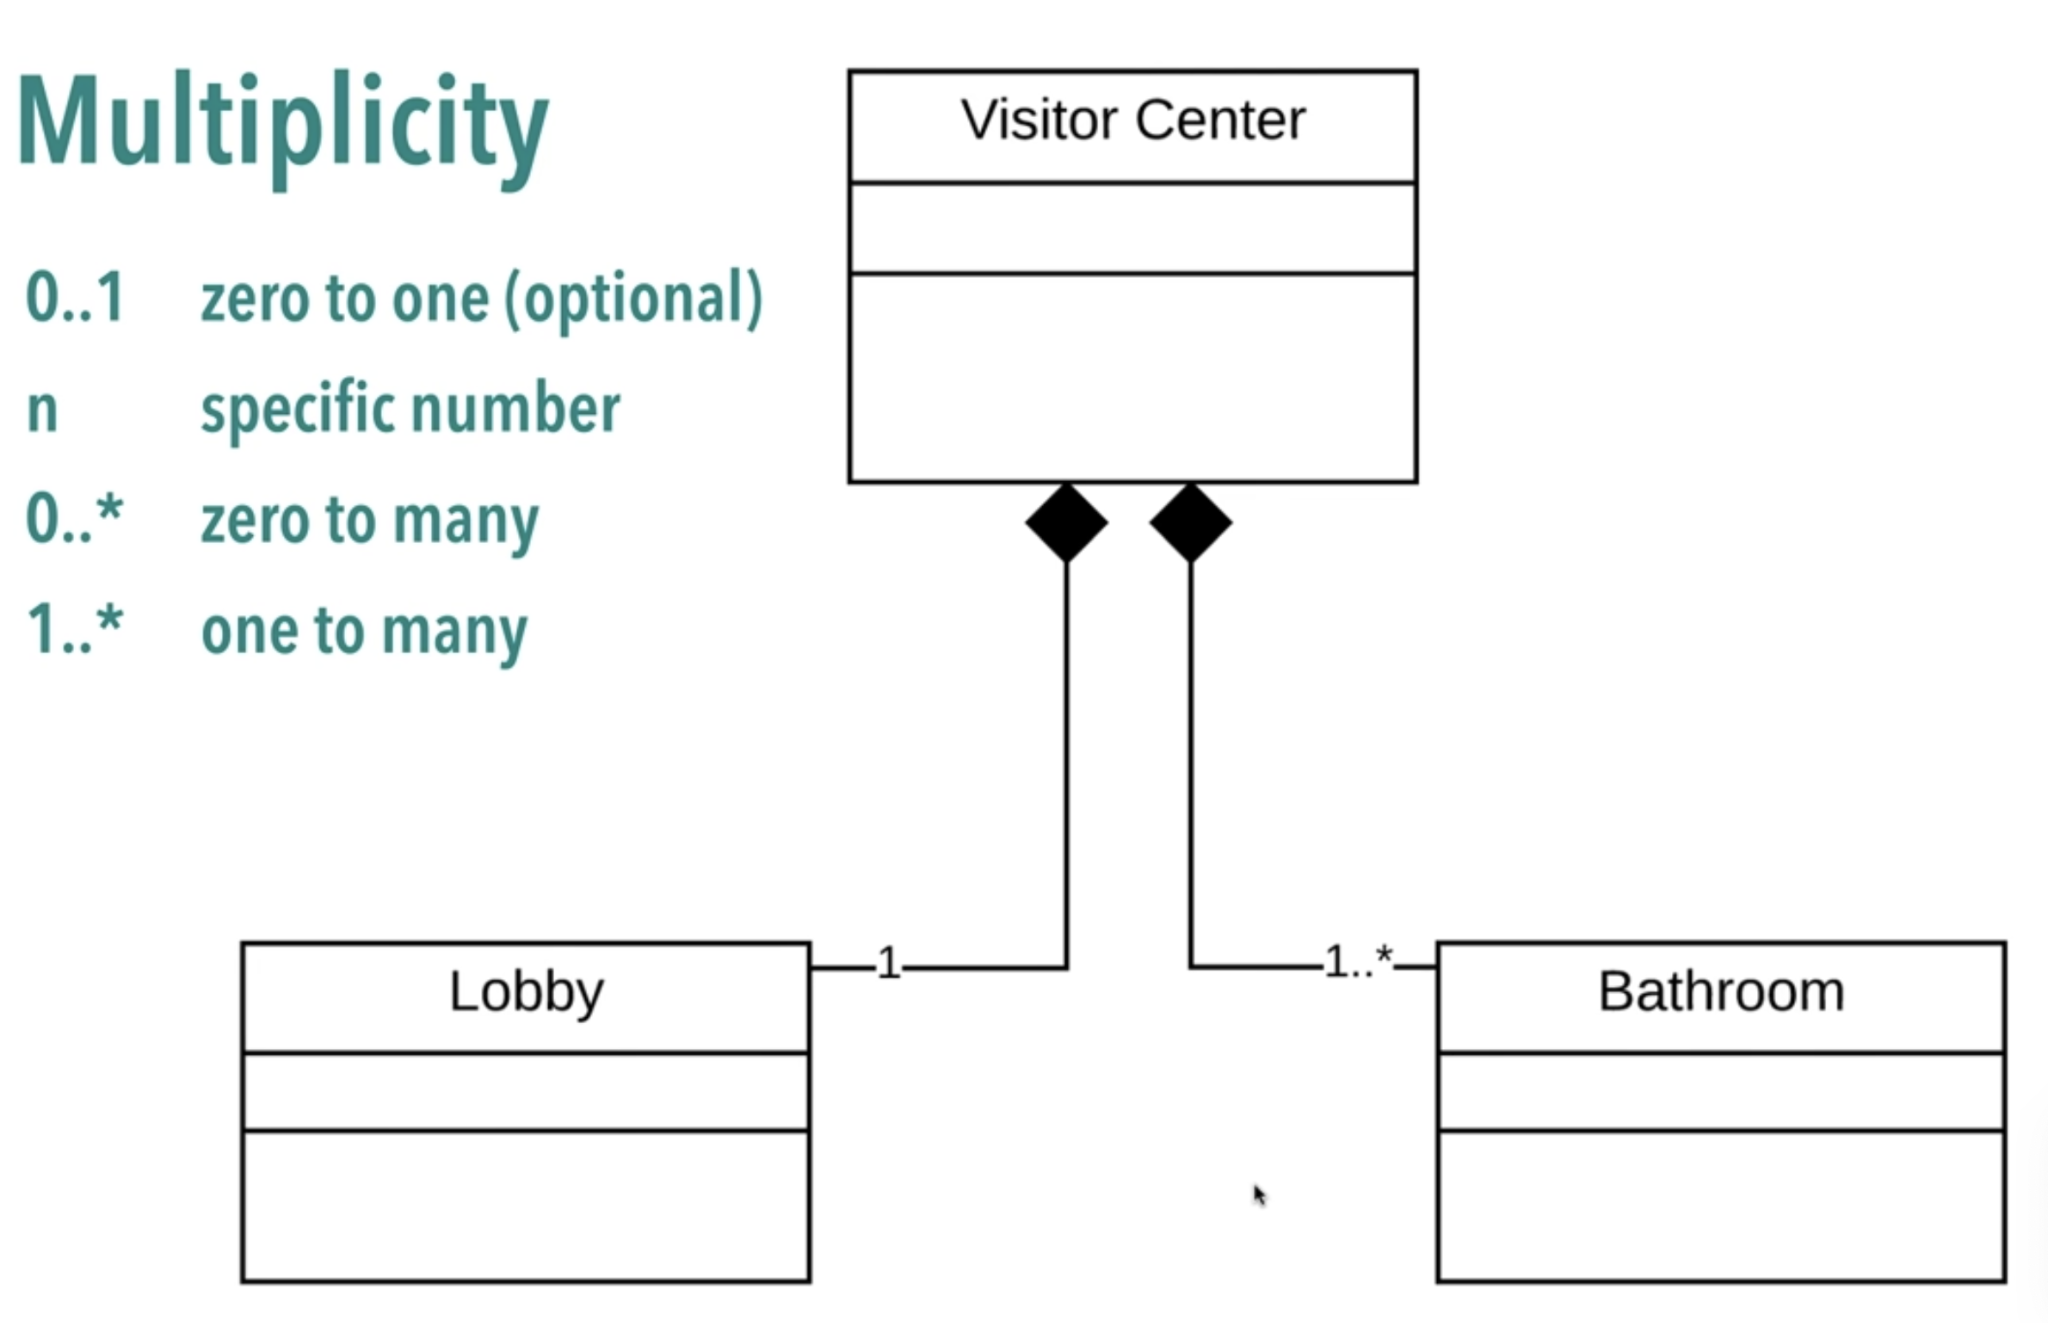 Multiplicity
0..1 zero to one (optional)
n specific number
0..* zero to many
1..* one to many
Visitor Center
1
1..*
Lobby
Bathroom